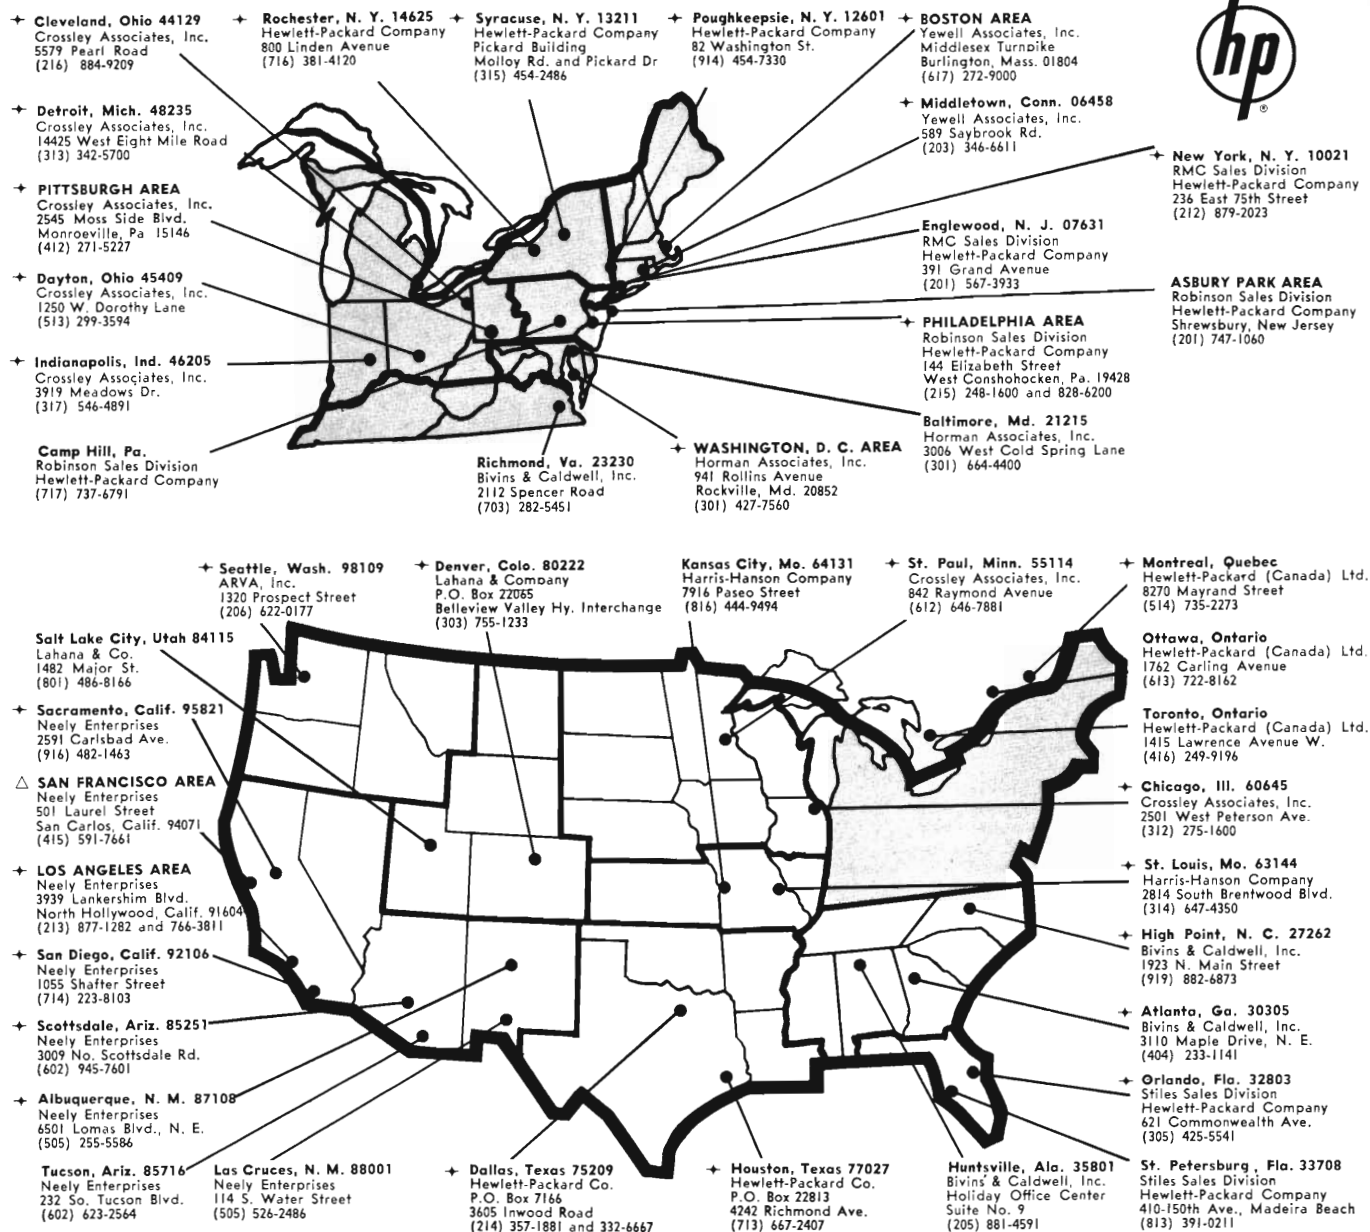 Cleveland, Ohio 44129
Crossley Associates, Inc.
5579 Pearl Road
(216) 884-9209
Rochester, N. Y. 14625
Hewlett-Packard Company
800 Linden Avenue
(716) 381-4120
Syracuse, N. Y. 13211
Hewlett-Packard Company
Pickard Building
Molloy Rd. and Pickard Dr
(315) 454-2486
Poughkeepsie, N. Y. 12601
Hewlett-Packard Company
82 Washington St.
(914) 454-7330
BOSTON AREA
Yewell Associates, Inc.
Middlesex Turnpike
Burlington, Mass. 01804
(617) 272-9000
hp
®
Detroit, Mich. 48235
Crossley Associates, Inc.
14425 West Eight Mile Road
(313) 342-5700
Middletown, Conn. 06458
Yewell Associates, Inc.
589 Saybrook Rd.
(203) 346-6611
New York, N. Y. 10021
RMC Sales Division
Hewlett-Packard Company
236 East 75th Street
(212) 879-2023
PITTSBURGH AREA
Crossley Associates, Inc.
2545 Moss Side Blvd.
Monroeville, Pa 15146
(412) 271-5227
Englewood, N. J. 07631
RMC Sales Division
Hewlett-Packard Company
391 Grand Avenue
(201) 567-3933
Dayton, Ohio 45409
Crossley Associates, Inc.
1250 W. Dorothy Lane
(513) 299-3594
ASBURY PARK AREA
Robinson Sales Division
Hewlett-Packard Company
Shrewsbury, New Jersey
(201) 747-1060
PHILADELPHIA AREA
Robinson Sales Division
Hewlett-Packard Company
144 Elizabeth Street
West Conshohocken, Pa. 19428
(215) 248-1600 and 828-6200
Indianapolis, Ind. 46205
Crossley Associates, Inc.
3919 Meadows Dr.
(317) 546-4891
Baltimore, Md. 21215
Horman Associates, Inc.
3006 West Cold Spring Lane
(301) 664-4400
Camp Hill, Pa.
Robinson Sales Division
Hewlett-Packard Company
(717) 737-6791
Richmond, Va. 23230
Bivins & Caldwell, Inc.
2112 Spencer Road
(703) 282-5451
WASHINGTON, D. C. AREA
Horman Associates, Inc.
941 Rollins Avenue
Rockville, Md. 20852
(301) 427-7560
Seattle, Wash. 98109
ARVA, Inc.
1320 Prospect Street
(206) 622-0177
Denver, Colo. 80222
Lahana & Company
P.O. Box 22065
Belleview Valley Hy. Interchange
(303) 755-1233
Kansas City, Mo. 64131
Harris-Hanson Company
7916 Paseo Street
(816) 444-9494
St. Paul, Minn. 55114
Crossley Associates, Inc.
842 Raymond Avenue
(612) 646-7881
Montreal, Quebec
Hewlett-Packard (Canada) Ltd.
8270 Mayrand Street
(514) 735-2273
Salt Lake City, Utah 84115
Lahana & Co.
1482 Major St.
(801) 486-8166
Ottawa, Ontario
Hewlett-Packard (Canada) Ltd.
1762 Carling Avenue
(613) 722-8162
Sacramento, Calif. 95821
Neely Enterprises
2591 Carlsbad Ave.
(916) 482-1463
Toronto, Ontario
Hewlett-Packard (Canada) Ltd.
1415 Lawrence Avenue W.
(416) 249-9196
SAN FRANCISCO AREA
Neely Enterprises
501 Laurel Street
San Carlos, Calif. 94071
(415) 591-7661
Chicago, Ill. 60645
Crossley Associates, Inc.
2501 West Peterson Ave.
(312) 275-1600
LOS ANGELES AREA
Neely Enterprises
3939 Lankershim Blvd.
North Hollywood, Calif. 91604
(213) 877-1282 and 766-3811
St. Louis, Mo. 63144
Harris-Hanson Company
2814 South Brentwood Blvd.
(314) 647-4350
San Diego, Calif. 92106
Neely Enterprises
1055 Shafter Street
(714) 223-8103
High Point, N. C. 27262
Bivins & Caldwell, Inc.
1923 N. Main Street
(919) 882-6873
Scottsdale, Ariz. 85251
Neely Enterprises
3009 No. Scottsdale Rd.
(602) 945-7601
Atlanta, Ga. 30305
Bivins & Caldwell, Inc.
3110 Maple Drive, N. E.
(404) 233-1141
Albuquerque, N. M. 87108
Neely Enterprises
6501 Lomas Blvd., N. E.
(505) 255-5586
Orlando, Fla. 32803
Stiles Sales Division
Hewlett-Packard Company
621 Commonwealth Ave.
(305) 425-5541
Tucson, Ariz. 85716
Neely Enterprises
232 So. Tucson Blvd.
(602) 623-2564
Las Cruces, N. M. 88001
Neely Enterprises
114 S. Water Street
(505) 526-2486
Dallas, Texas 75209
Hewlett-Packard Co.
P.O. Box 7166
3605 Inwood Road
(214) 357-1881 and 332-6667
Houston, Texas 77027
Hewlett-Packard Co.
P.O. Box 22813
4242 Richmond Ave.
(713) 667-2407
Huntsville, Ala. 35801
Bivins & Caldwell, Inc.
Holiday Office Center
Suite No. 9
(205) 881-4591
St. Petersburg, Fla. 33708
Stiles Sales Division
Hewlett-Packard Company
410-150th Ave., Madeira Beach
(813) 391-0211